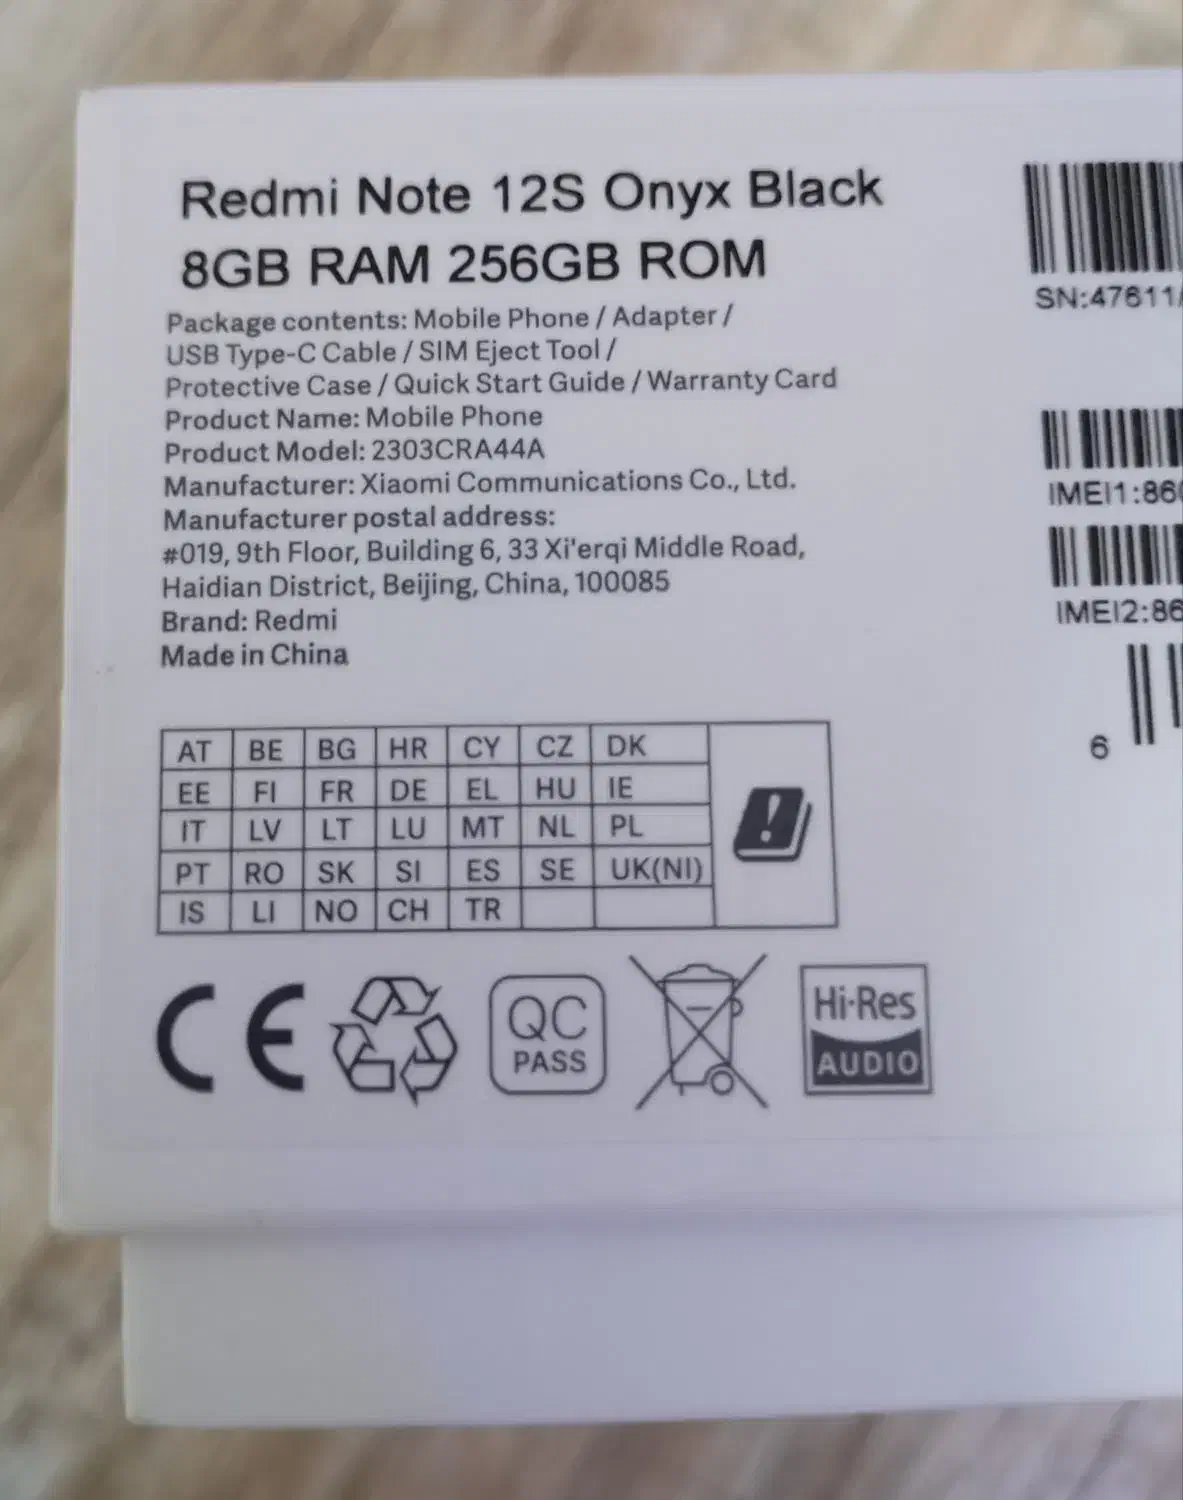 Redmi Note 12S Onyx Black
8GB RAM 256GB ROM
Package contents: Mobile Phone / Adapter /
USB Type-C Cable / SIM Eject Tool /
Protective Case / Quick Start Guide / Warranty Card
Product Name: Mobile Phone
Product Model: 2303CRA44A
Manufacturer: Xiaomi Communications Co., Ltd.
Manufacturer postal address:
#019, 9th Floor, Building 6, 33 Xi'erqi Middle Road,
Haidian District, Beijing, China, 100085
Brand: Redmi
Made in China
SN:47611/
IMEI1:860
IMEI2:86
6
AT BE BG HR CY CZ DK
EE FI FR DE EL HU IE
IT LV LT LU MT NL PL
PT RO SK SI ES SE UK(NI)
IS LI NO CH TR
CE
QC
PASS
Hi-Res
AUDIO